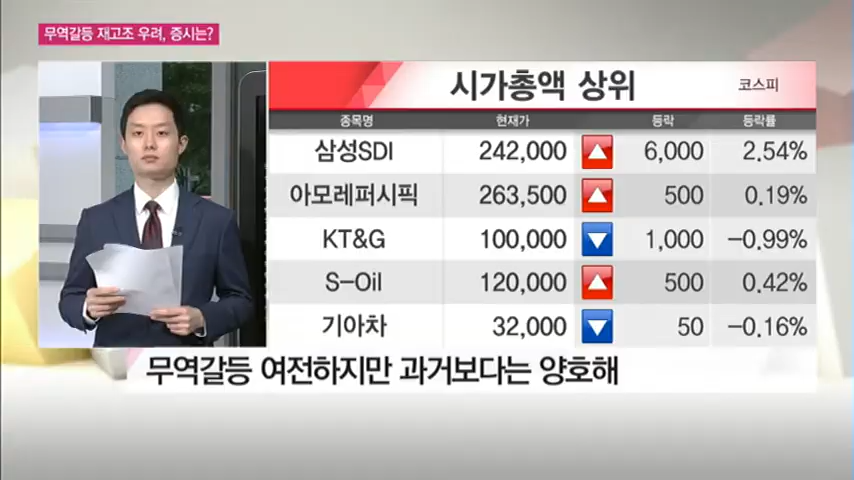 무역갈등 재고조 우려, 증시는?
시가총액 상위 코스피
종목명 현재가 등락 등락률
삼성SDI 242,000 ▲ 6,000 2.54%
아모레퍼시픽 263,500 ▲ 500 0.19%
KT&G 100,000 ▼ 1,000 -0.99%
S-Oil 120,000 ▲ 500 0.42%
기아차 32,000 ▼ 50 -0.16%
무역갈등 여전하지만 과거보다는 양호해